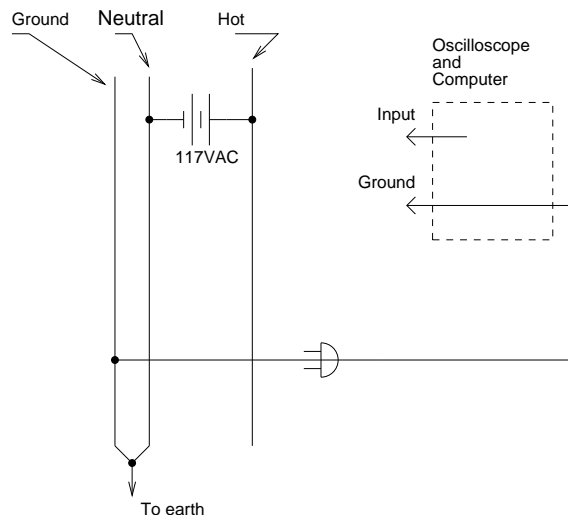 Ground
Neutral
Hot
Oscilloscope
and
Computer
Input
117VAC
Ground
To earth